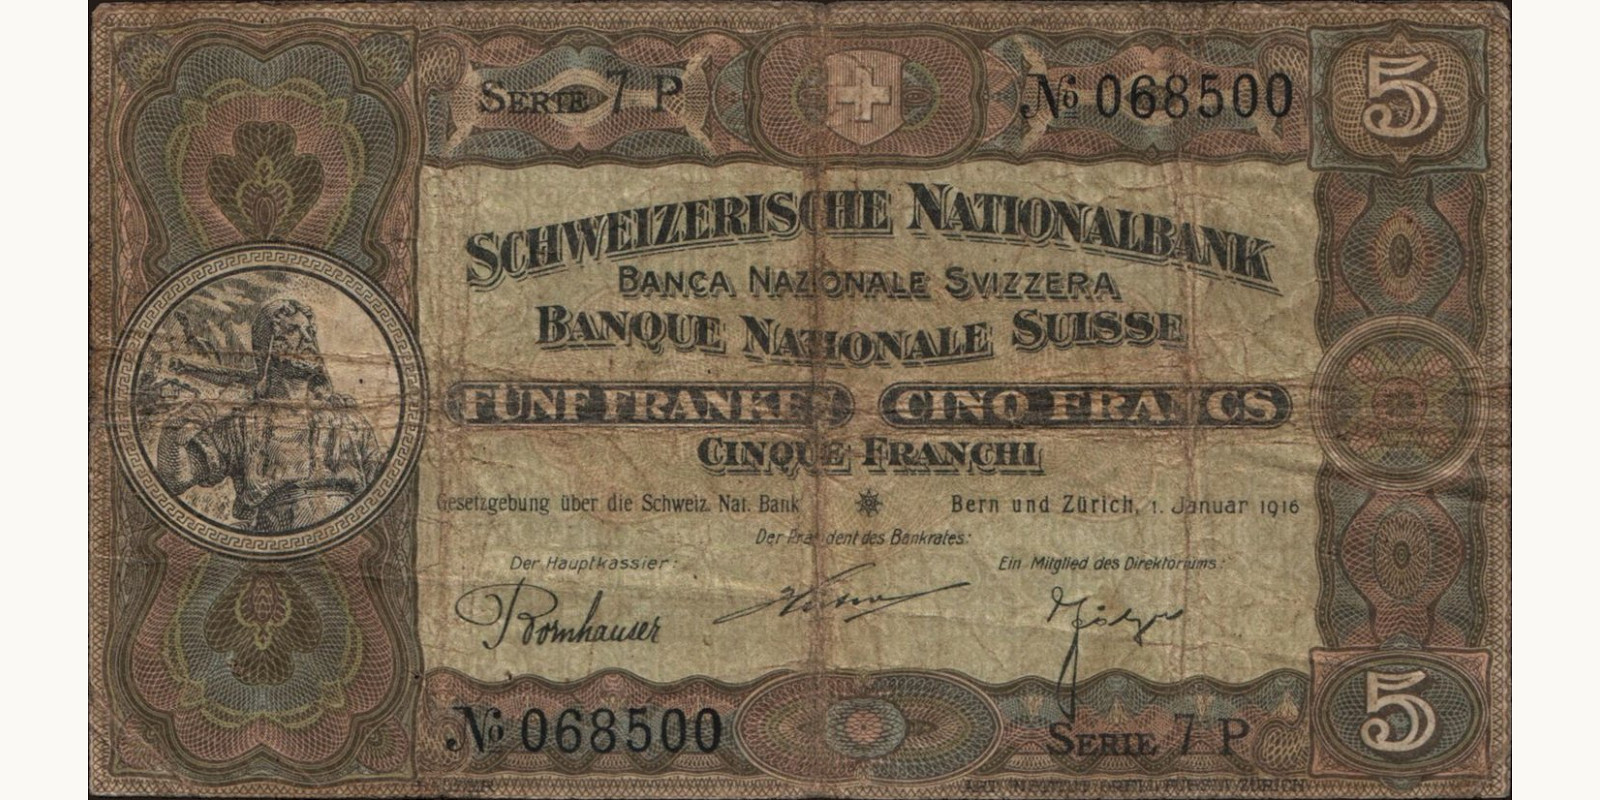 SERIE 7 P
№ 068500
5
SCHWEIZERISCHE NATIONALBANK
BANCA NAZIONALE SVIZZERA
BANQUE NATIONALE SUISSE
FÜNF FRANKEN CINQ FRANCS
CINQUE FRANCHI
Gesetzgebung über die Schweiz. Nat. Bank
Bern und Zürich, 1. Januar 1916
Der Präsident des Bankrates:
Der Hauptkassier:
Ein Mitglied des Direktoriums:
Bornhauser
№ 068500
SERIE 7 P
5